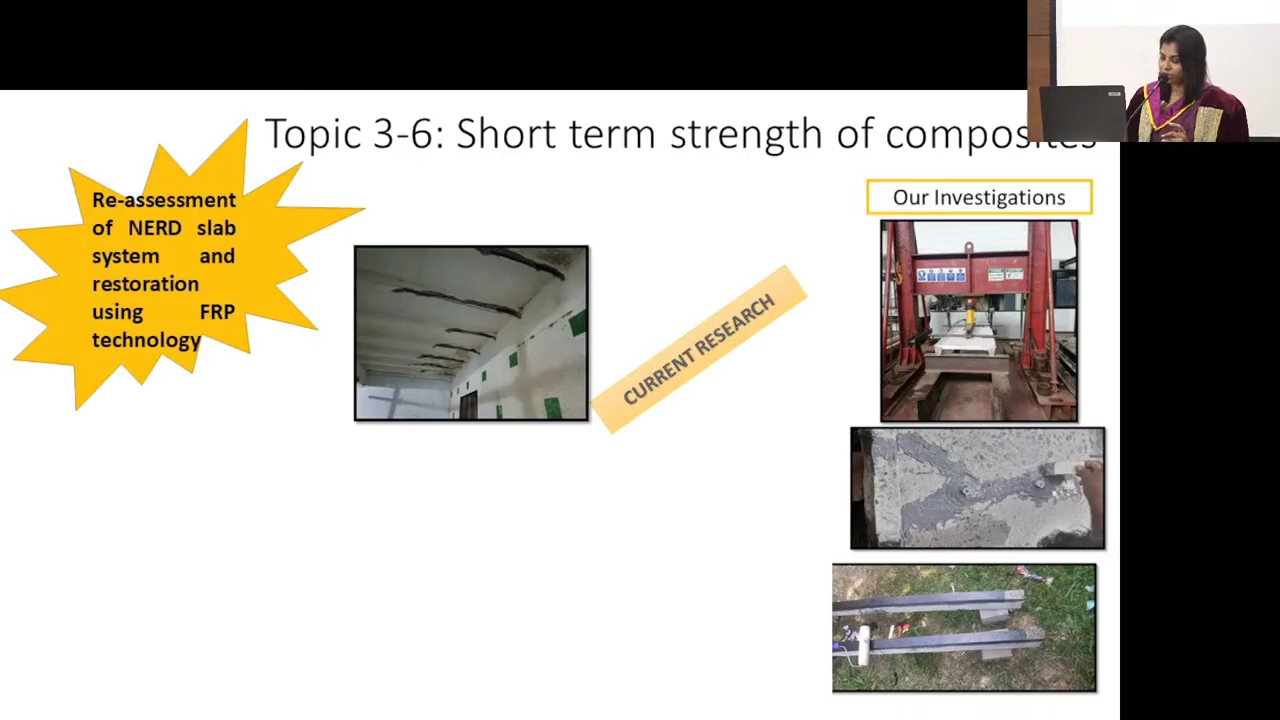 Topic 3-6: Short term strength of composites
Re-assessment
of NERD slab
system and
restoration
using FRP
technology
Our Investigations
CURRENT RESEARCH